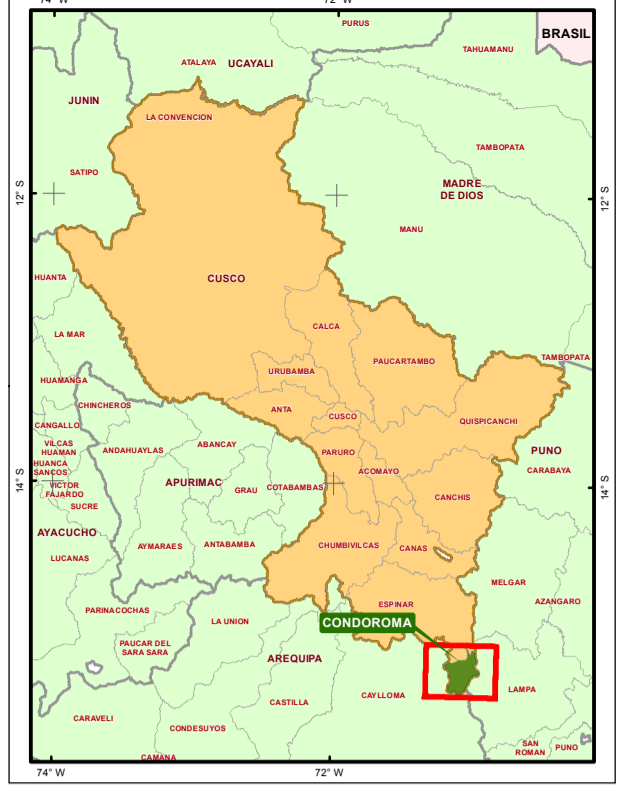 74° W
72° W
PURUS
BRASIL
TAHUAMANU
ATALAYA
UCAYALI
JUNIN
LA CONVENCION
TAMBOPATA
SATIPO
MADRE
DE DIOS
12° S
12° S
MANU
HUANTA
CUSCO
CALCA
LA MAR
TAMBOPATA
PAUCARTAMBO
URUBAMBA
HUAMANGA
CHINCHEROS
ANTA
CUSCO
QUISPICANCHI
CANGALLO
VILCAS
HUAMAN
ANDAHUAYLAS
ABANCAY
PARURO
PUNO
HUANCA
SANCOS
ACOMAYO
CARABAYA
14° S
14° S
VICTOR
FAJARDO
APURIMAC
GRAU
COTABAMBAS
CANCHIS
SUCRE
AYACUCHO
AYMARAES
ANTABAMBA
CHUMBIVILCAS
CANAS
LUCANAS
MELGAR
AZANGARO
PARINACOCHAS
LA UNION
ESPINAR
CONDOROMA
PAUCAR DEL
SARA SARA
AREQUIPA
CAYLLOMA
LAMPA
CASTILLA
CARAVELI
CONDESUYOS
SAN
ROMAN
PUNO
CAMANA
74° W
72° W